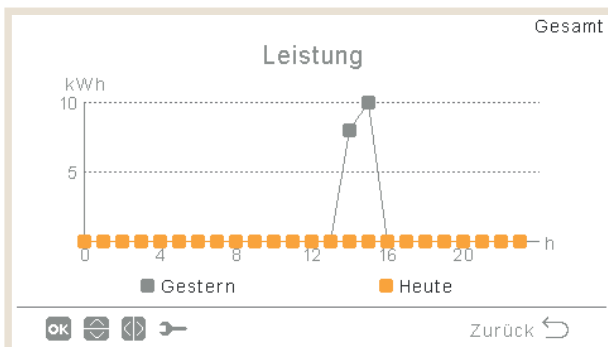 Gesamt
Leistung
kWh
10
5
0 4 8 12 16 20 h
Gestern Heute
OK Zurück